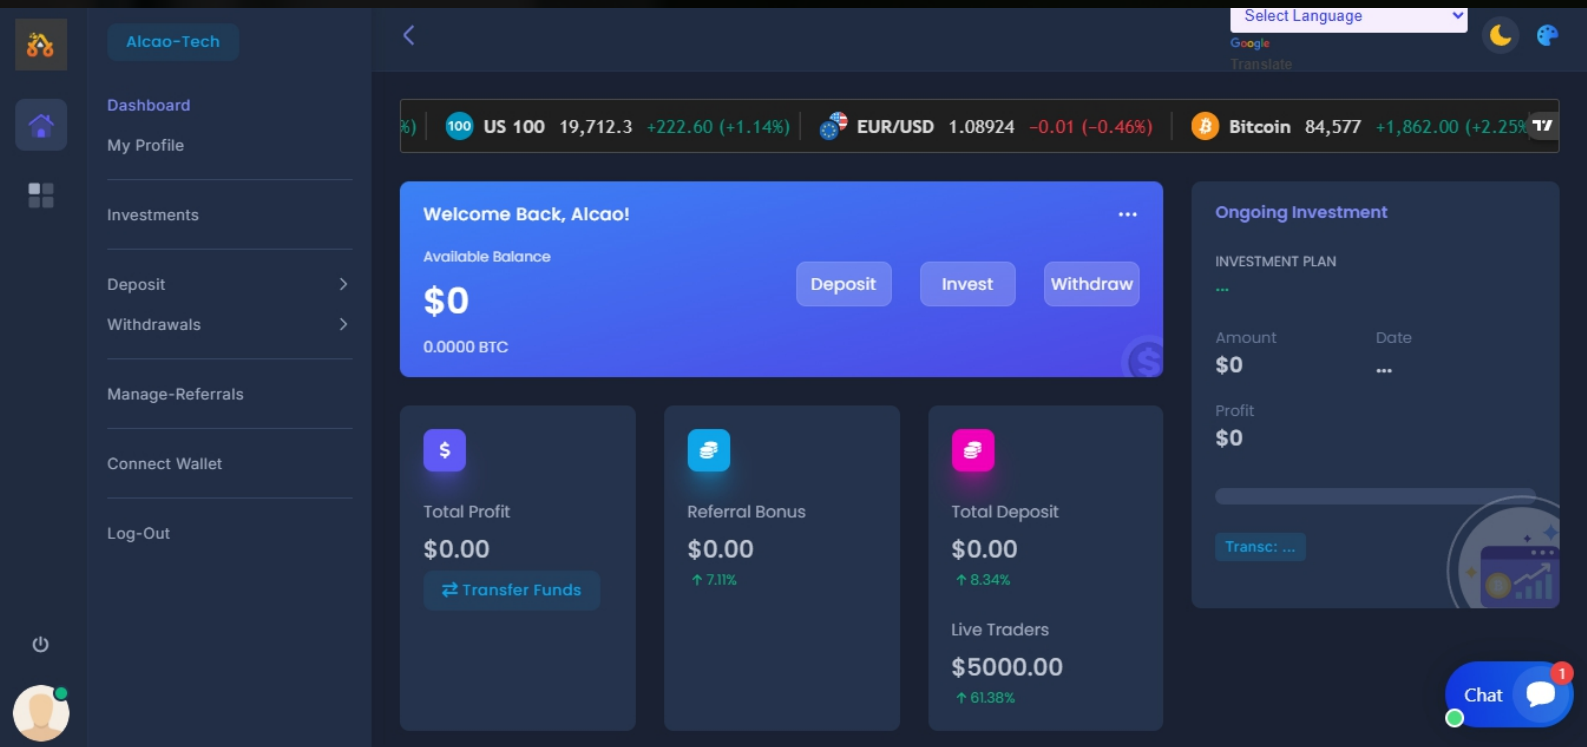 Alcao-Tech
Dashboard
My Profile
Investments
Deposit
Withdrawals
Manage-Referrals
Connect Wallet
Log-Out
Select Language
Google
Translate
%) 100 US 100 19,712.3 +222.60 (+1.14%) EUR/USD 1.08924 −0.01 (−0.46%) Bitcoin 84,577 +1,862.00 (+2.25%
Welcome Back, Alcao!
...
Available Balance
$0
0.0000 BTC
Deposit Invest Withdraw
Total Profit
$0.00
Transfer Funds
Referral Bonus
$0.00
7.11%
Total Deposit
$0.00
8.34%
Live Traders
$5000.00
61.38%
Ongoing Investment
INVESTMENT PLAN
...
Amount Date
$0 ...
Profit
$0
Transc: ...
Chat 1